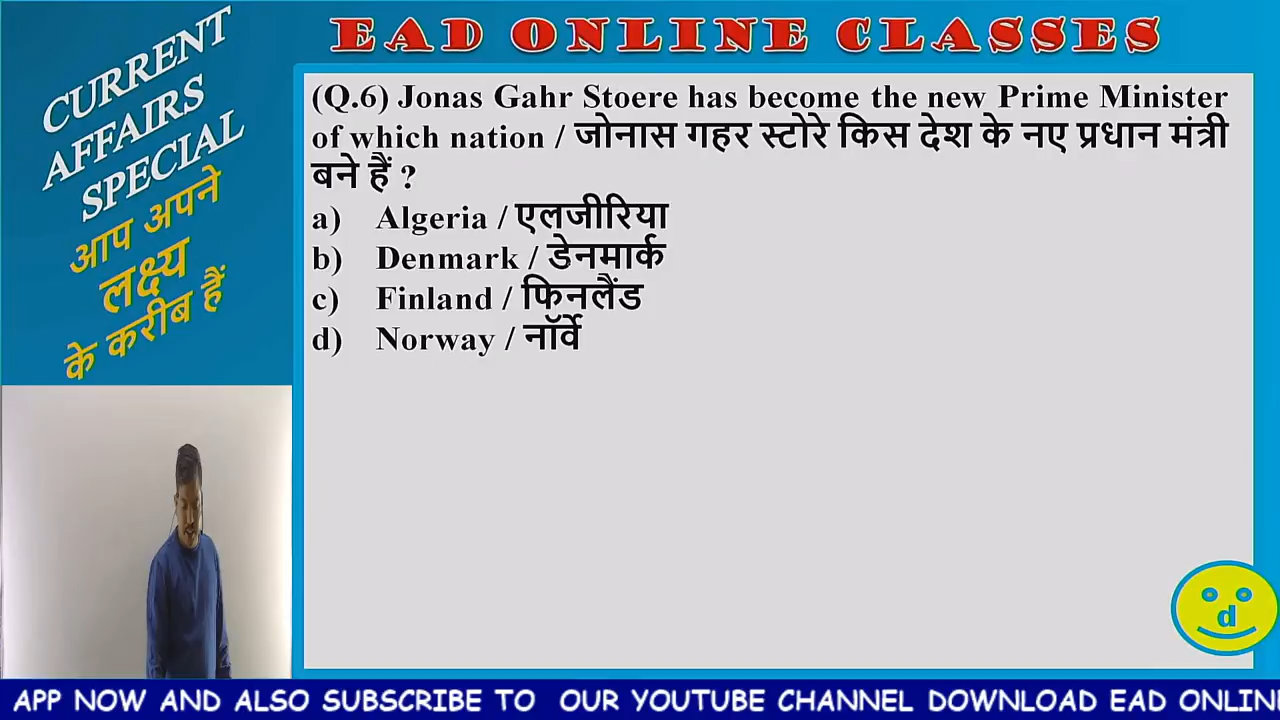 CURRENT
AFFAIRS
SPECIAL
आप अपने
लक्ष्य
के करीब हैं
EAD ONLINE CLASSES
(Q.6) Jonas Gahr Stoere has become the new Prime Minister
of which nation / जोनास गहर स्टोरे किस देश के नए प्रधान मंत्री
बने हैं ?
a) Algeria / एलजीरिया
b) Denmark / डेनमार्क
c) Finland / फिनलैंड
d) Norway / नॉर्वे
d
APP NOW AND ALSO SUBSCRIBE TO OUR YOUTUBE CHANNEL DOWNLOAD EAD ONLIN